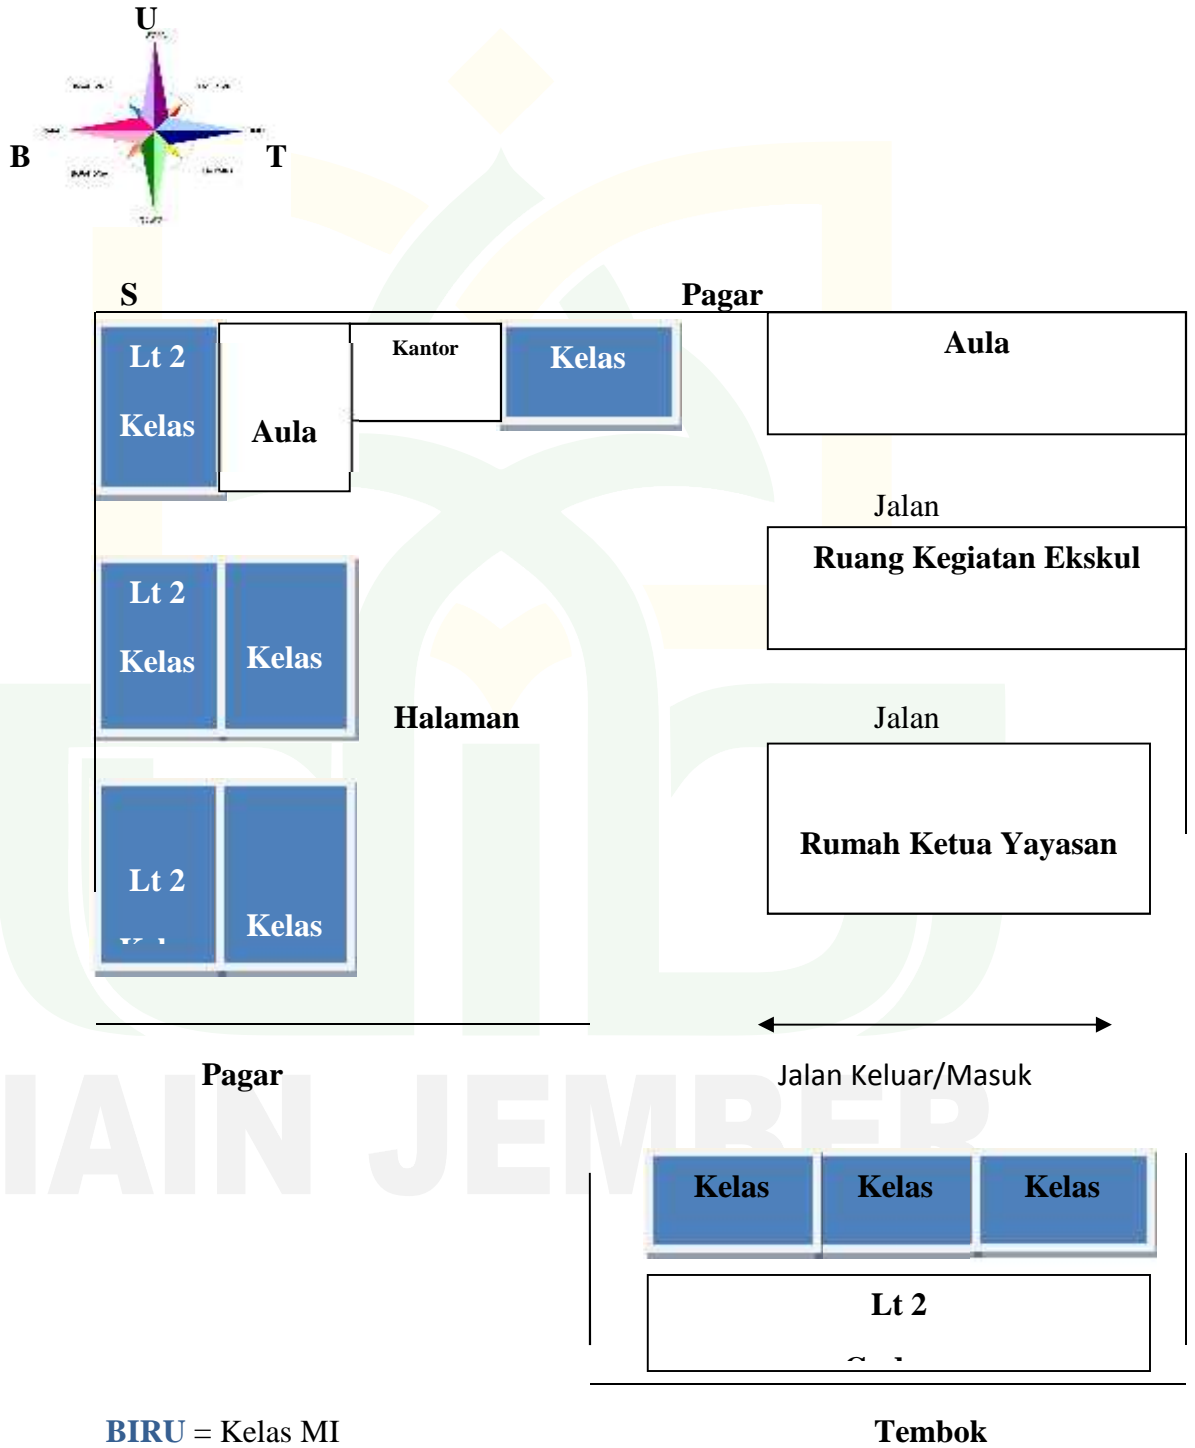 U
B
T
S
Pagar
Lt 2
Kelas
Aula
Kantor
Kelas
Aula
Jalan
Ruang Kegiatan Ekskul
Lt 2
Kelas
Kelas
Halaman
Jalan
Rumah Ketua Yayasan
Lt 2
Kelas
Pagar
Jalan Keluar/Masuk
IAIN JEMBER
Kelas
Kelas
Kelas
Lt 2
BIRU = Kelas MI
Tembok